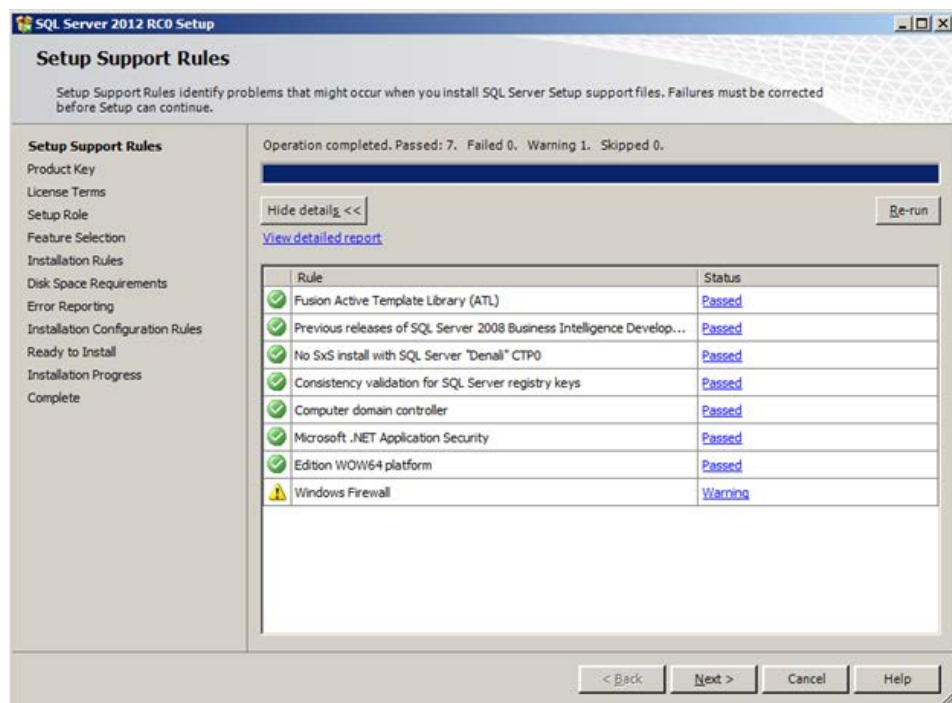 SQL Server 2012 RC0 Setup
Setup Support Rules
Setup Support Rules identify problems that might occur when you install SQL Server Setup support files. Failures must be corrected
before Setup can continue.
Setup Support Rules
Product Key
License Terms
Setup Role
Feature Selection
Installation Rules
Disk Space Requirements
Error Reporting
Installation Configuration Rules
Ready to Install
Installation Progress
Complete
Operation completed. Passed: 7. Failed 0. Warning 1. Skipped 0.
Hide details <<
Re-run
View detailed report
Rule Status
Fusion Active Template Library (ATL) Passed
Previous releases of SQL Server 2008 Business Intelligence Develop... Passed
No SxS install with SQL Server "Denali" CTP0 Passed
Consistency validation for SQL Server registry keys Passed
Computer domain controller Passed
Microsoft .NET Application Security Passed
Edition WOW64 platform Passed
Windows Firewall Warning
< Back Next > Cancel Help